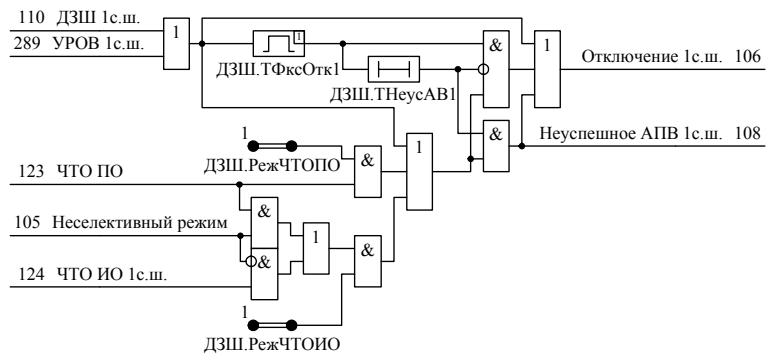 110 ДЗШ 1с.ш.
289 УРОВ 1с.ш.
1
1
ДЗШ.ТФксОтк1
ДЗШ.ТНеусАВ1
&
1
Отключение 1с.ш. 106
&
Неуспешное АПВ 1с.ш. 108
1
1
ДЗШ.РежЧТОПО
&
123 ЧТО ПО
&
105 Неселективный режим
1
&
&
124 ЧТО ИО 1с.ш.
1
ДЗШ.РежЧТОИО